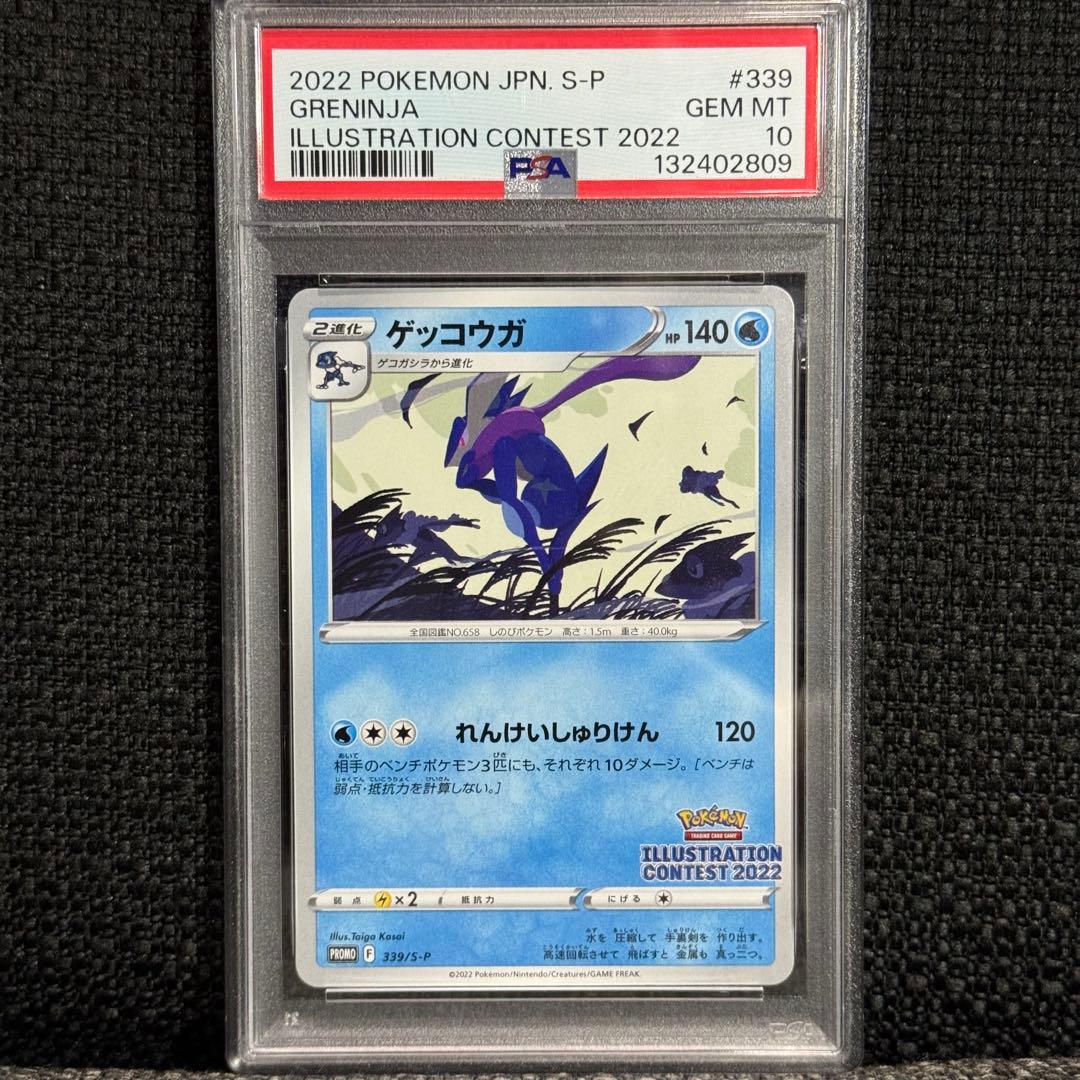 2022 POKEMON JPN. S-P #339
GRENINJA GEM MT
ILLUSTRATION CONTEST 2022 10
PSA
132402809
2進化
ゲッコウガ
HP 140
ゲコガシラから進化
全国図鑑NO.658 しのびポケモン 高さ:1.5m 重さ:40.0kg
れんけいしゅりけん 120
相手のベンチポケモン3匹にも、それぞれ10ダメージ。[ベンチは
弱点・抵抗力を計算しない。]
POKÉMON
TRADING CARD GAME
ILLUSTRATION
CONTEST 2022
弱点 ×2 抵抗力 にげる
Illus.Taiga Kasai
水を 圧縮して 手裏剣を 作り出す。
高速回転させて 飛ばすと 金属も 真っ二つ。
PROMO F 339/S-P
©2022 Pokémon/Nintendo/Creatures/GAME FREAK.